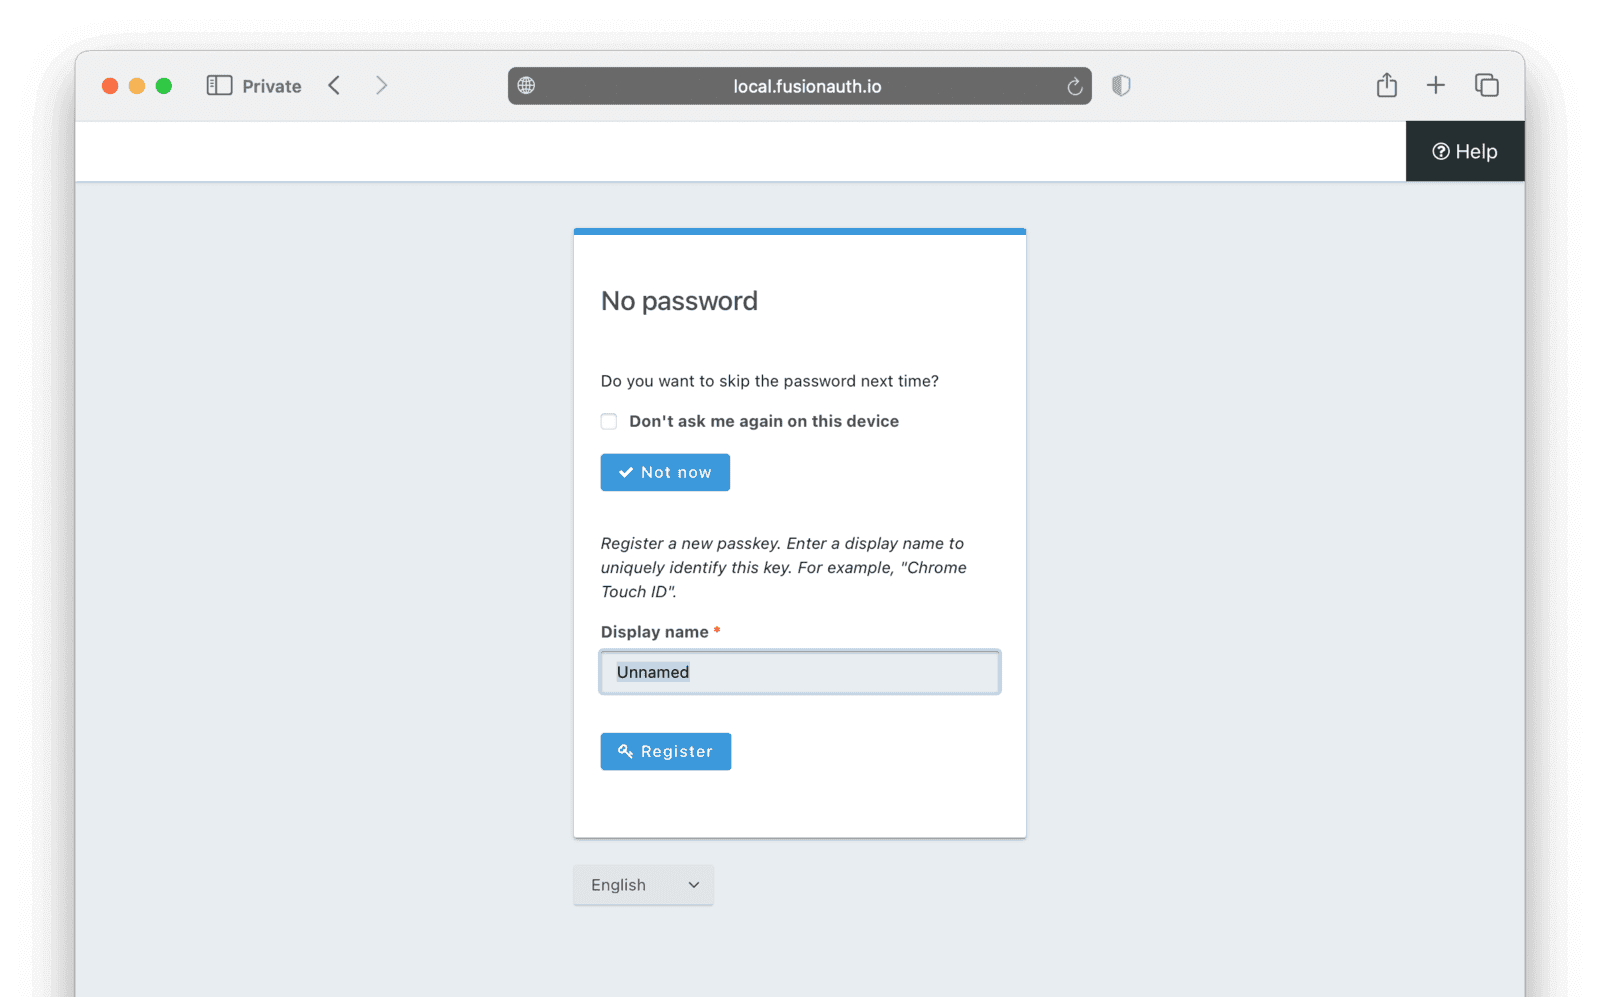 Private
local.fusionauth.io
Help
No password
Do you want to skip the password next time?
Don't ask me again on this device
Not now
Register a new passkey. Enter a display name to
uniquely identify this key. For example, "Chrome
Touch ID".
Display name *
Unnamed
Register
English